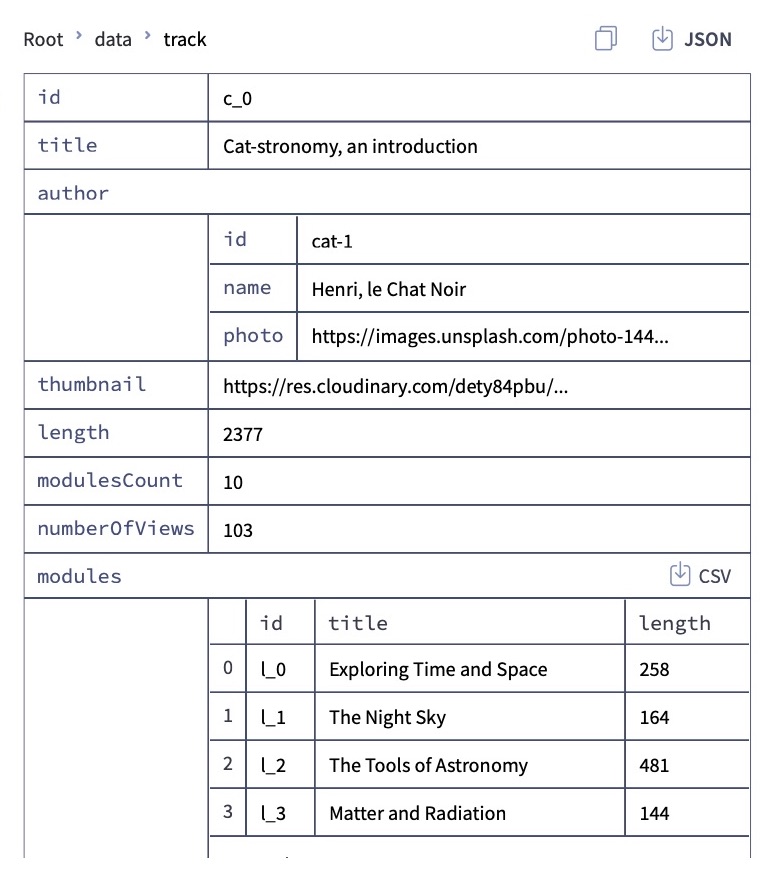 Root › data › track JSON
id c_0
title Cat-stronomy, an introduction
author
id cat-1
name Henri, le Chat Noir
photo https://images.unsplash.com/photo-144...
thumbnail https://res.cloudinary.com/dety84pbu/...
length 2377
modulesCount 10
numberOfViews 103
modules CSV
id title length
0 l_0 Exploring Time and Space 258
1 l_1 The Night Sky 164
2 l_2 The Tools of Astronomy 481
3 l_3 Matter and Radiation 144